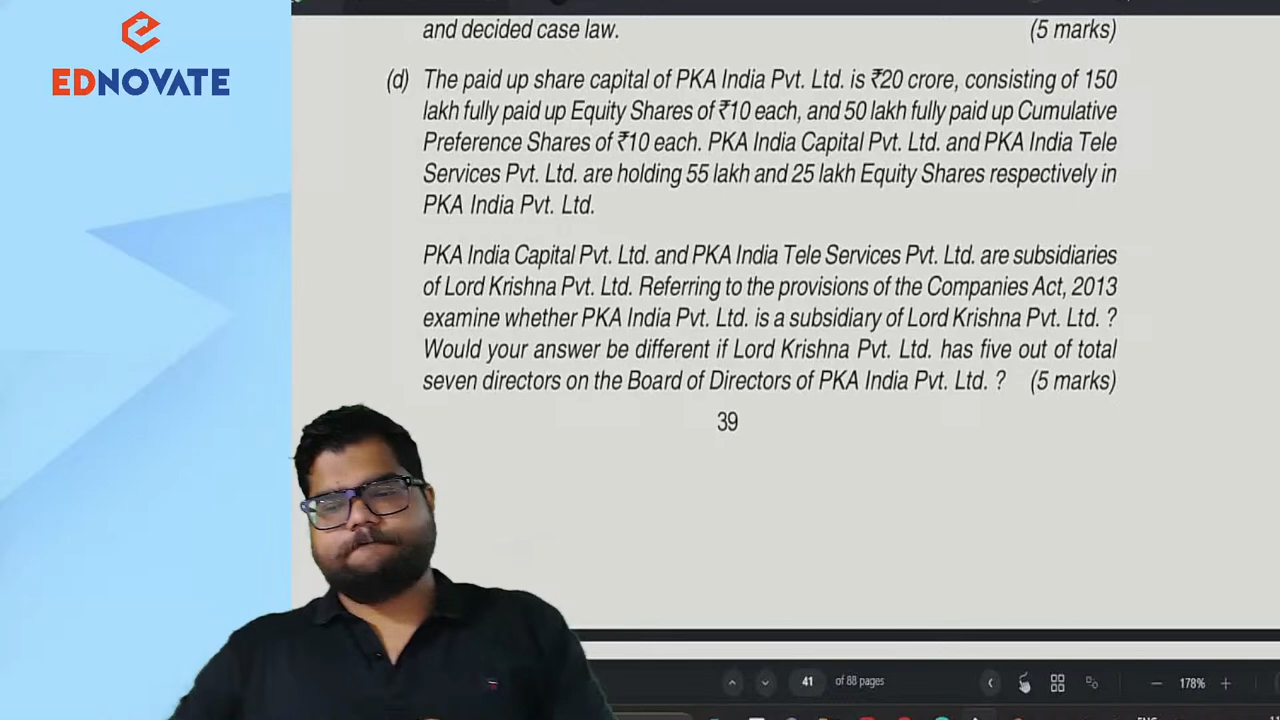 EDNOVATE
and decided case law. (5 marks)
(d) The paid up share capital of PKA India Pvt. Ltd. is ₹20 crore, consisting of 150
lakh fully paid up Equity Shares of ₹10 each, and 50 lakh fully paid up Cumulative
Preference Shares of ₹10 each. PKA India Capital Pvt. Ltd. and PKA India Tele
Services Pvt. Ltd. are holding 55 lakh and 25 lakh Equity Shares respectively in
PKA India Pvt. Ltd.
PKA India Capital Pvt. Ltd. and PKA India Tele Services Pvt. Ltd. are subsidiaries
of Lord Krishna Pvt. Ltd. Referring to the provisions of the Companies Act, 2013
examine whether PKA India Pvt. Ltd. is a subsidiary of Lord Krishna Pvt. Ltd. ?
Would your answer be different if Lord Krishna Pvt. Ltd. has five out of total
seven directors on the Board of Directors of PKA India Pvt. Ltd. ? (5 marks)
39
41 of 88 pages 178%